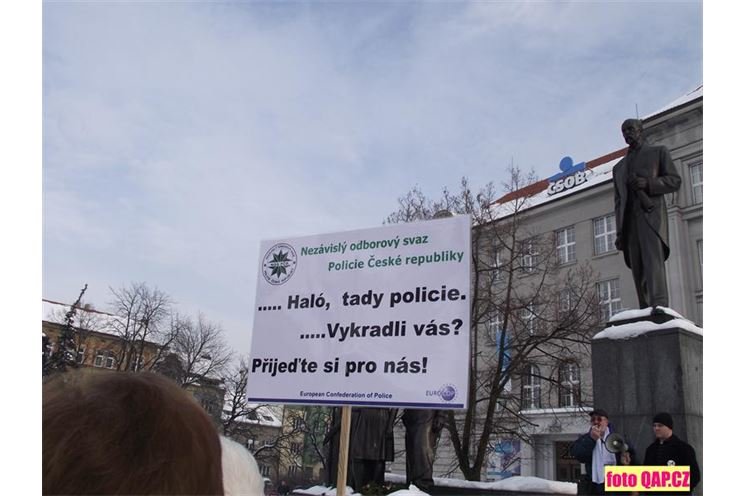 ČSOB
Nezávislý odborový svaz
Policie České republiky
..... Haló, tady policie.
.....Vykradli vás?
Přijeďte si pro nás!
European Confederation of Police
foto QAP.CZ